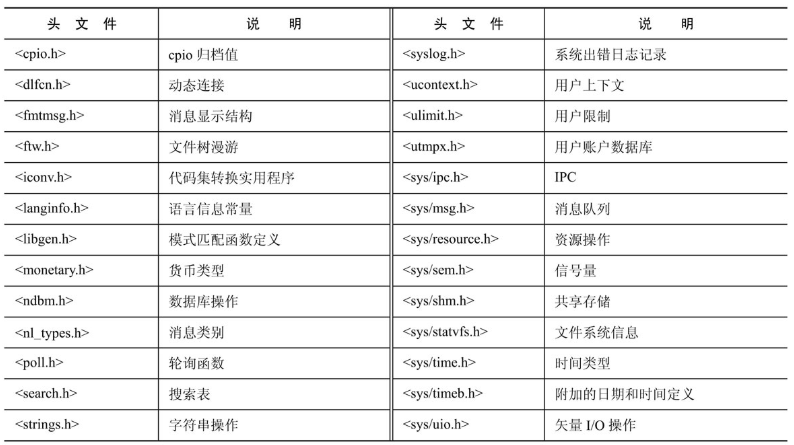 头 文 件 说 明 头 文 件 说 明
<cpio.h> cpio 归档值 <syslog.h> 系统出错日志记录
<dlfcn.h> 动态连接 <ucontext.h> 用户上下文
<fmtmsg.h> 消息显示结构 <ulimit.h> 用户限制
<ftw.h> 文件树漫游 <utmpx.h> 用户账户数据库
<iconv.h> 代码集转换实用程序 <sys/ipc.h> IPC
<langinfo.h> 语言信息常量 <sys/msg.h> 消息队列
<libgen.h> 模式匹配函数定义 <sys/resource.h> 资源操作
<monetary.h> 货币类型 <sys/sem.h> 信号量
<ndbm.h> 数据库操作 <sys/shm.h> 共享存储
<nl_types.h> 消息类别 <sys/statvfs.h> 文件系统信息
<poll.h> 轮询函数 <sys/time.h> 时间类型
<search.h> 搜索表 <sys/timeb.h> 附加的日期和时间定义
<strings.h> 字符串操作 <sys/uio.h> 矢量 I/O 操作